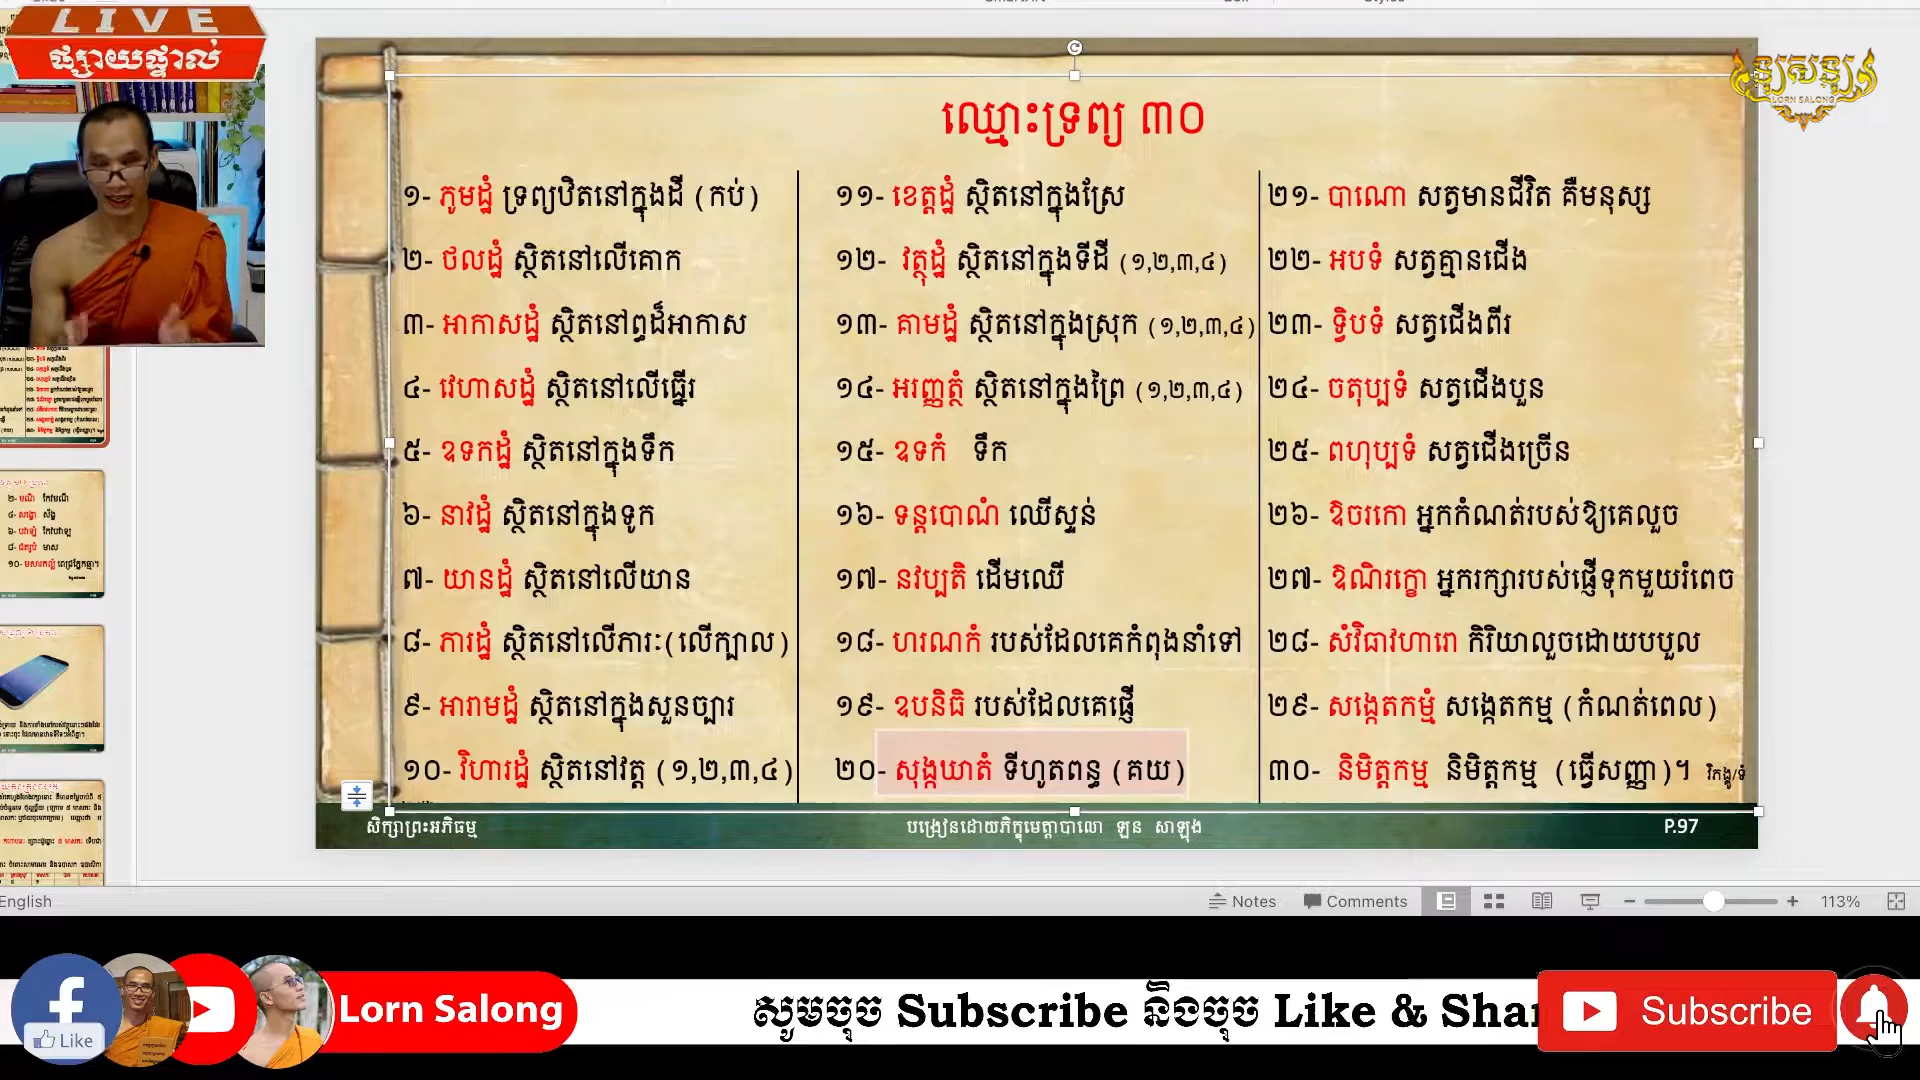 LIVE
ផ្សាយផ្ទាល់
LORN SALONG
ឈ្មោះទ្រព្យ ៣០
១- ភូមដ្ឋំ ទ្រព្យឋិតនៅក្នុងដី (កប់)
២- ថលដ្ឋំ ស្ថិតនៅលើគោក
៣- អាកាសដ្ឋំ ស្ថិតនៅឰដ៏អាកាស
៤- វេហាសដ្ឋំ ស្ថិតនៅលើធ្នើរ
៥- ឧទកដ្ឋំ ស្ថិតនៅក្នុងទឹក
៦- នាវដ្ឋំ ស្ថិតនៅក្នុងទូក
៧- យានដ្ឋំ ស្ថិតនៅលើយាន
៨- ភារដ្ឋំ ស្ថិតនៅលើភារៈ(លើក្បាល)
៩- អារាមដ្ឋំ ស្ថិតនៅក្នុងសួនច្បារ
១០- វិហារដ្ឋំ ស្ថិតនៅវត្ត (១,២,៣,៤)
១១- ខេត្តដ្ឋំ ស្ថិតនៅក្នុងស្រែ
១២- វត្ថុដ្ឋំ ស្ថិតនៅក្នុងទីដី (១,២,៣,៤)
១៣- គាមដ្ឋំ ស្ថិតនៅក្នុងស្រុក (១,២,៣,៤)
១៤- អរញ្ញត្ថំ ស្ថិតនៅក្នុងព្រៃ (១,២,៣,៤)
១៥- ឧទកំ ទឹក
១៦- ទន្តបោណំ ឈើស្ទន់
១៧- នវប្បតិ ដើមឈើ
១៨- ហរណកំ របស់ដែលគេកំពុងនាំទៅ
១៩- ឧបនិធិ របស់ដែលគេផ្ញើ
២០- សុង្កឃាតំ ទីហូតពន្ធ (គយ)
២១- បាណោ សត្វមានជីវិត គឺមនុស្ស
២២- អបទំ សត្វគ្មានជើង
២៣- ទ្វិបទំ សត្វជើងពីរ
២៤- ចតុប្បទំ សត្វជើងបួន
២៥- ពហុប្បទំ សត្វជើងច្រើន
២៦- ឱចរកោ អ្នកកំណត់របស់ឱ្យគេលួច
២៧- ឱណិរក្ខោ អ្នករក្សារបស់ផ្ញើទុកមួយរំពេច
២៨- សំវិធាវហារោ កិរិយាលួចដោយបបួល
២៩- សង្កេតកម្មំ សង្កេតកម្ម (កំណត់ពេល)
៣០- និមិត្តកម្ម និមិត្តកម្ម (ធ្វើសញ្ញា)។
សិក្សាព្រះអភិធម្ម
បង្រៀនដោយភិក្ខុមេត្តាបាលោ ឡន សាឡុង
P.97
English
Notes
Comments
113%
Like
Lorn Salong
សូមចុច Subscribe និងចុច Like & Shar
Subscribe